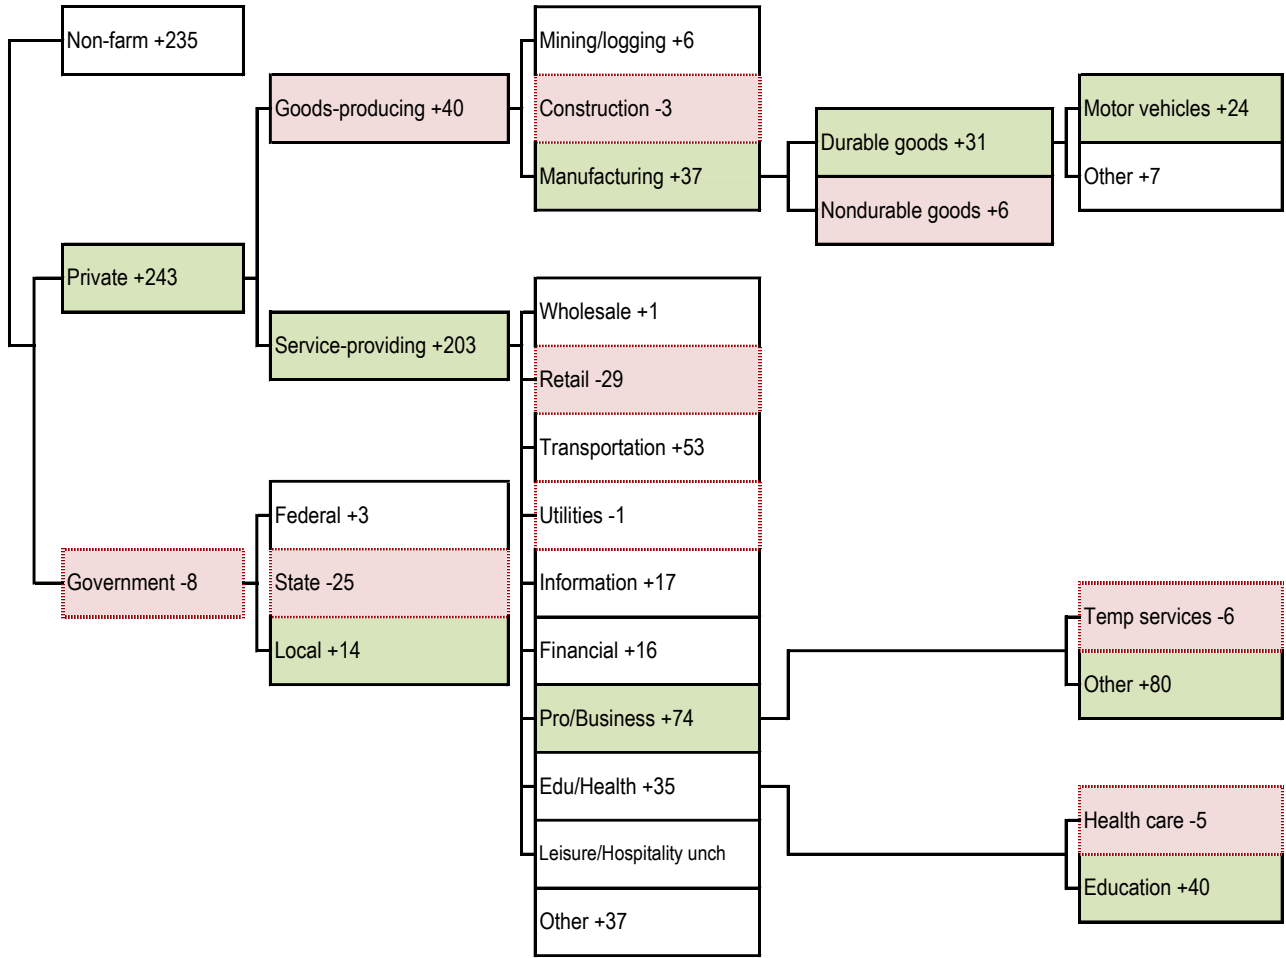 Non-farm +235
Private +243
Government -8
Goods-producing +40
Service-providing +203
Federal +3
State -25
Local +14
Mining/logging +6
Construction -3
Manufacturing +37
Wholesale +1
Retail -29
Transportation +53
Utilities -1
Information +17
Financial +16
Pro/Business +74
Edu/Health +35
Leisure/Hospitality unch
Other +37
Durable goods +31
Nondurable goods +6
Motor vehicles +24
Other +7
Temp services -6
Other +80
Health care -5
Education +40